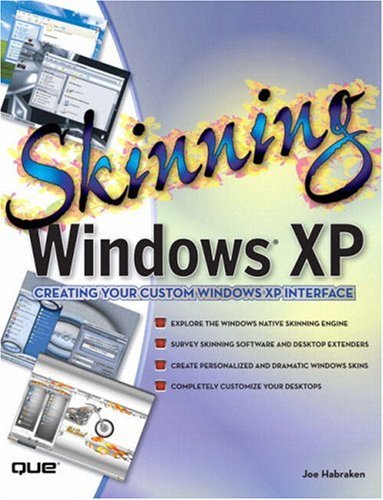 Skinning
Windows® XP
CREATING YOUR CUSTOM WINDOWS XP INTERFACE
EXPLORE THE WINDOWS NATIVE SKINNING ENGINE
SURVEY SKINNING SOFTWARE AND DESKTOP EXTENDERS
CREATE PERSONALIZED AND DRAMATIC WINDOWS SKINS
COMPLETELY CUSTOMIZE YOUR DESKTOPS
QUE®
Joe Habraken